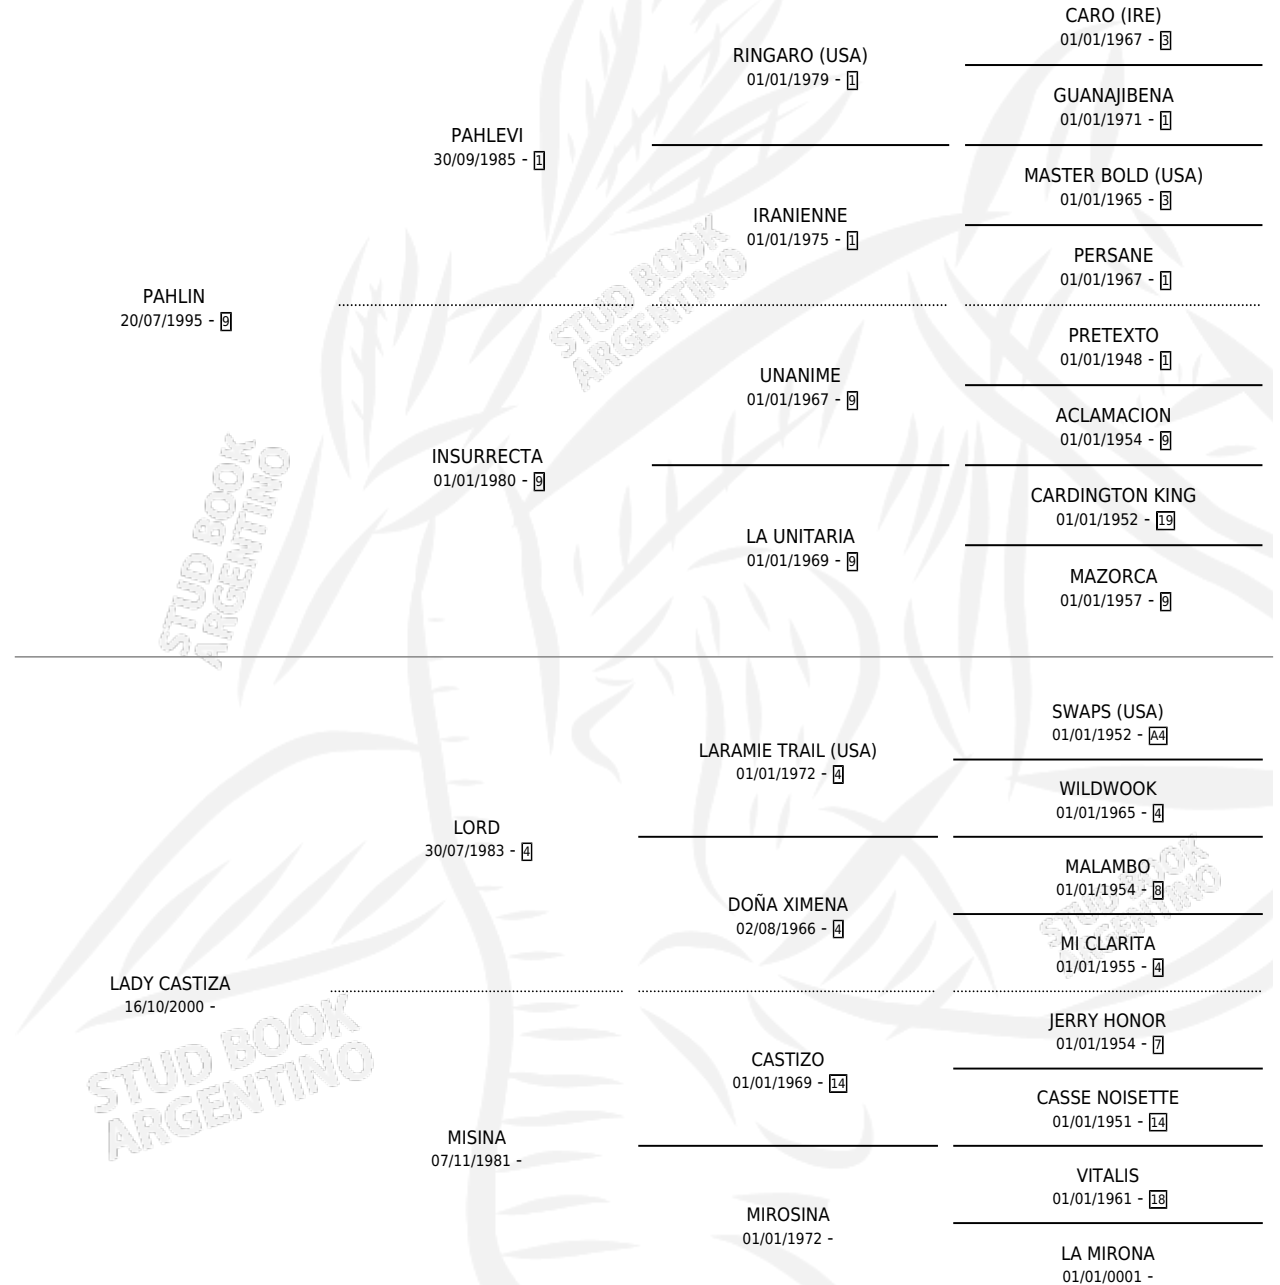 CARO (IRE)
01/01/1967 - 3
RINGARO (USA)
01/01/1979 - 1
GUANAJIBENA
01/01/1971 - 1
PAHLEVI
30/09/1985 - 1
MASTER BOLD (USA)
01/01/1965 - 3
IRANIENNE
01/01/1975 - 1
PERSANE
01/01/1967 - 1
PAHLIN
20/07/1995 - 9
PRETEXTO
01/01/1948 - 1
UNANIME
01/01/1967 - 9
ACLAMACION
01/01/1954 - 9
INSURRECTA
01/01/1980 - 9
CARDINGTON KING
01/01/1952 - 19
LA UNITARIA
01/01/1969 - 9
MAZORCA
01/01/1957 - 9
STUD BOOK
ARGENTINO
STUD BOOK
ARGENTINO
SWAPS (USA)
01/01/1952 - A4
LARAMIE TRAIL (USA)
01/01/1972 - 4
WILDWOOK
01/01/1965 - 4
LORD
30/07/1983 - 4
MALAMBO
01/01/1954 - 8
DOÑA XIMENA
02/08/1966 - 4
MI CLARITA
01/01/1955 - 4
STUD BOOK
ARGENTINO
LADY CASTIZA
16/10/2000 -
JERRY HONOR
01/01/1954 - 7
CASTIZO
01/01/1969 - 14
CASSE NOISETTE
01/01/1951 - 14
STUD BOOK
ARGENTINO
MISINA
07/11/1981 -
VITALIS
01/01/1961 - 18
MIROSINA
01/01/1972 -
LA MIRONA
01/01/0001 -